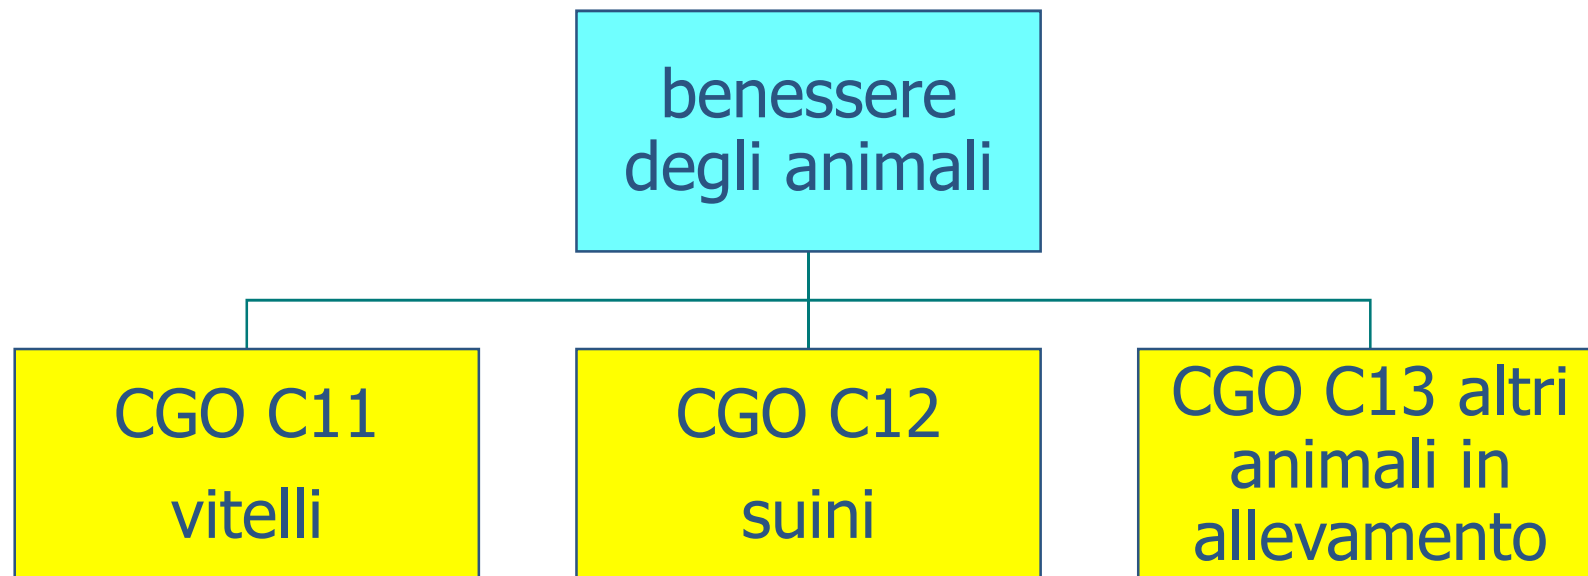 benessere
degli animali
CGO C11
vitelli
CGO C12
suini
CGO C13 altri
animali in
allevamento